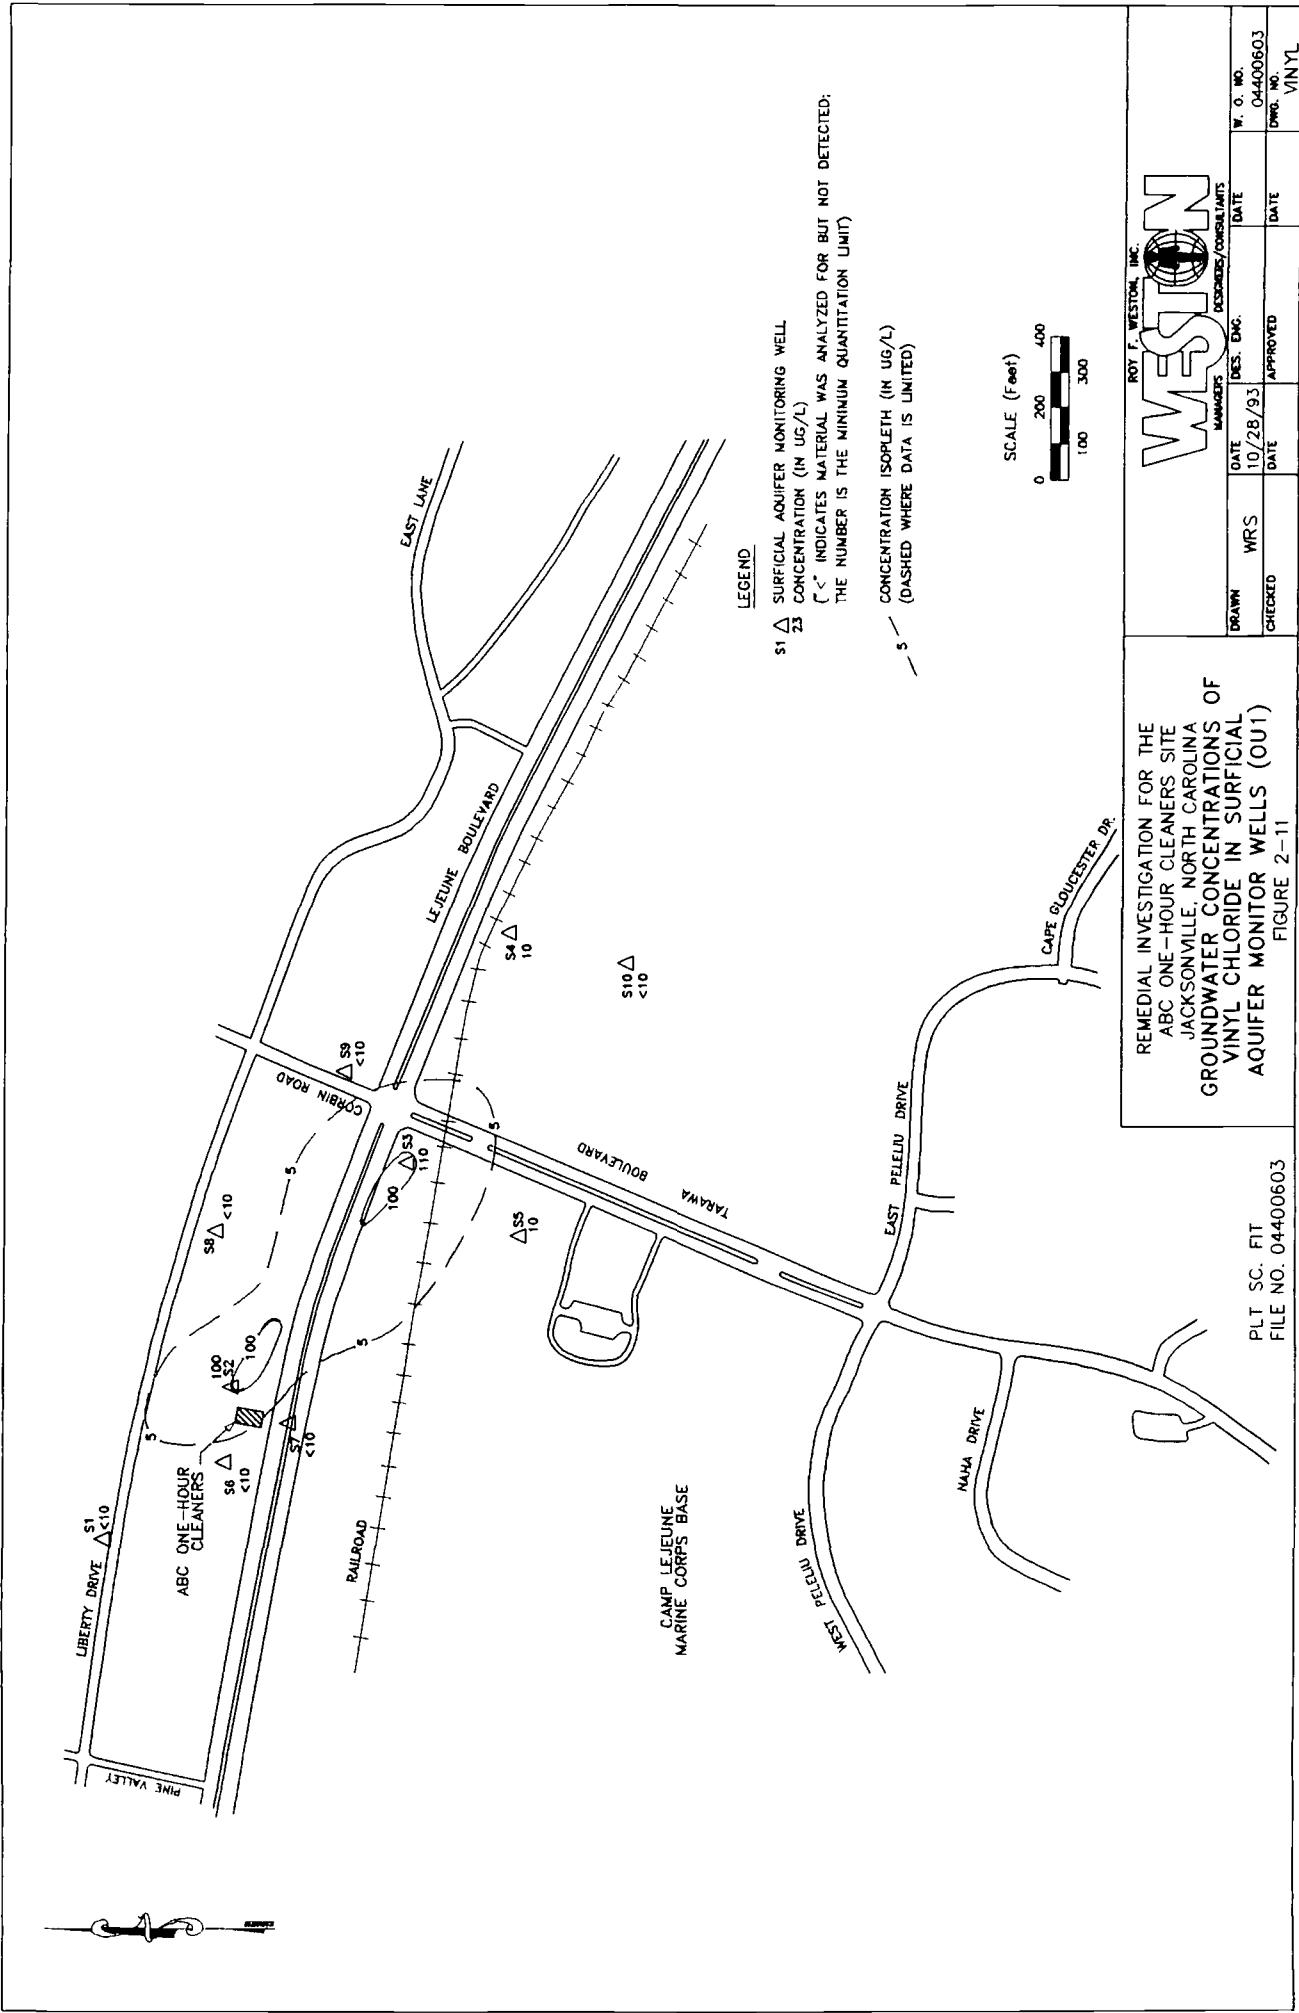 LIBERTY DRIVE
S1
<10
PINE VALLEY
ABC ONE-HOUR
CLEANERS
S6
<10
100
S2
100
S7
<10
S8
<10
5
5
5
5
CORBIN ROAD
S9
<10
EAST LANE
LEJEUNE BOULEVARD
100
S3
110
RAILROAD
S5
10
S4
10
S10
<10
TARAWA
BOULEVARD
CAMP LEJEUNE
MARINE CORPS BASE
WEST PELELIU DRIVE
EAST PELELIU DRIVE
NAHA DRIVE
CAPE GLOUCESTER DR.
LEGEND
S1 SURFICIAL AQUIFER MONITORING WELL
23 CONCENTRATION (IN UG/L)
("<" INDICATES MATERIAL WAS ANALYZED FOR BUT NOT DETECTED;
THE NUMBER IS THE MINIMUM QUANTITATION LIMIT)
5 CONCENTRATION ISOPLETH (IN UG/L)
(DASHED WHERE DATA IS LIMITED)
SCALE (Feet)
0 200 400
100 300
PLT SC. FIT
FILE NO. 04400603
REMEDIAL INVESTIGATION FOR THE
ABC ONE-HOUR CLEANERS SITE
JACKSONVILLE, NORTH CAROLINA
GROUNDWATER CONCENTRATIONS OF
VINYL CHLORIDE IN SURFICIAL
AQUIFER MONITOR WELLS (OU1)
FIGURE 2-11
ROY F. WESTON, INC.
WESTON
MANAGERS DESIGNERS/CONSULTANTS
DRAWN WRS
DATE 10/28/93
DES. ENG.
DATE
W. O. NO. 04400603
CHECKED
DATE
APPROVED
DATE
DWG. NO. VINYL